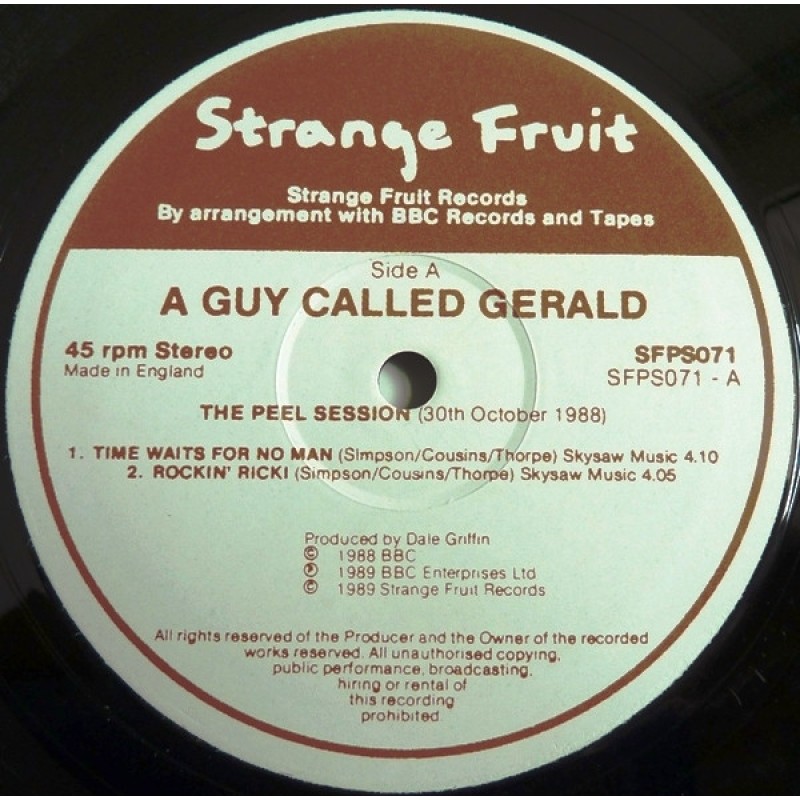 Strange Fruit
Strange Fruit Records
By arrangement with BBC Records and Tapes
Side A
A GUY CALLED GERALD
45 rpm Stereo SFPS071
Made in England SFPS071 - A
THE PEEL SESSION (30th October 1988)
1. TIME WAITS FOR NO MAN (Simpson/Cousins/Thorpe) Skysaw Music 4.10
2. ROCKIN' RICKI (Simpson/Cousins/Thorpe) Skysaw Music 4.05
Produced by Dale Griffin
© 1988 BBC
℗ 1989 BBC Enterprises Ltd
© 1989 Strange Fruit Records
All rights reserved of the Producer and the Owner of the recorded
works reserved. All unauthorised copying,
public performance, broadcasting,
hiring or rental of
this recording
prohibited.